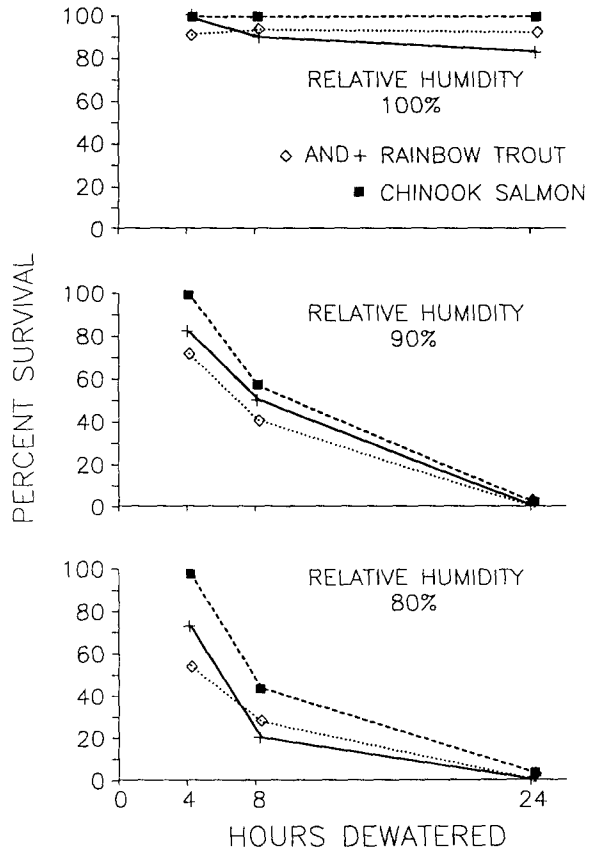 100
80
60
40
20
0
RELATIVE HUMIDITY
100%
◇ AND + RAINBOW TROUT
■ CHINOOK SALMON
PERCENT SURVIVAL
100
80
60
40
20
0
RELATIVE HUMIDITY
90%
100
80
60
40
20
0
RELATIVE HUMIDITY
80%
0 4 8 24
HOURS DEWATERED